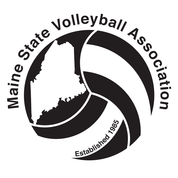 Maine State Volleyball Association
Established 1985